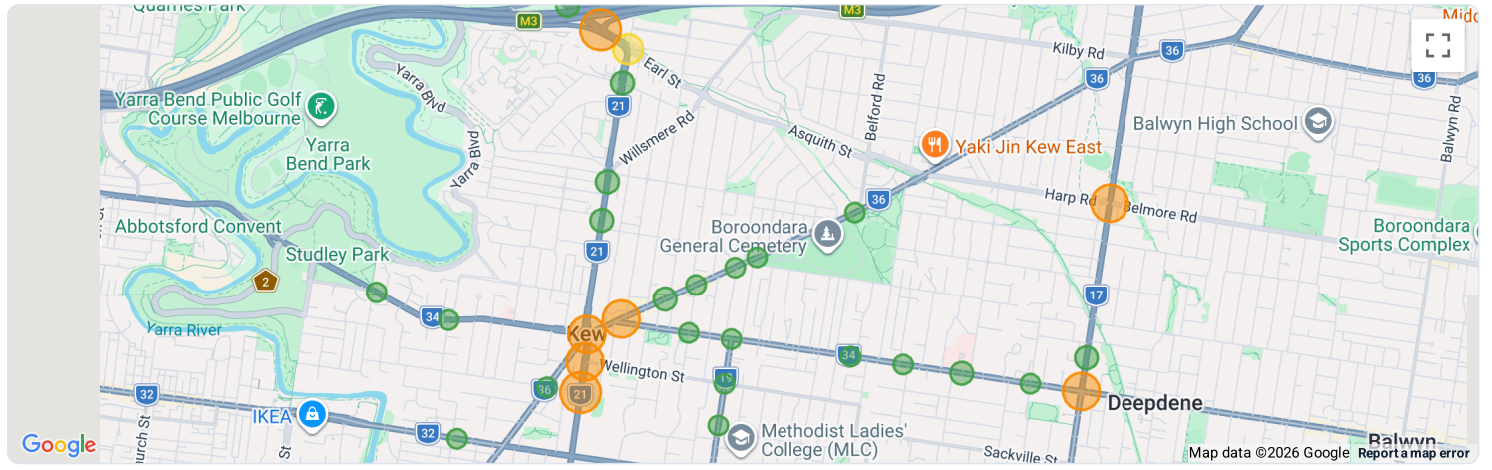 Quarries Park
M3
M3
Midd
Kilby Rd
36
36
36
Earl St
Yarra Blvd
21
Yarra Bend Public Golf
Course Melbourne
Belford Rd
Balwyn High School
Balwyn Rd
Willsmere Rd
Asquith St
Yaki Jin Kew East
Yarra
Bend Park
Yarra Blvd
36
Harp Rd
Belmore Rd
Abbotsford Convent
Boroondara
General Cemetery
Boroondara
Sports Complex
Studley Park
21
2
17
34
Yarra River
Kew
34
Wellington St
19
36
21
32
Deepdene
IKEA
32
Methodist Ladies'
College (MLC)
Sackville St
Balwyn
urch St
St
Google
Map data ©2026 Google
Report a map error